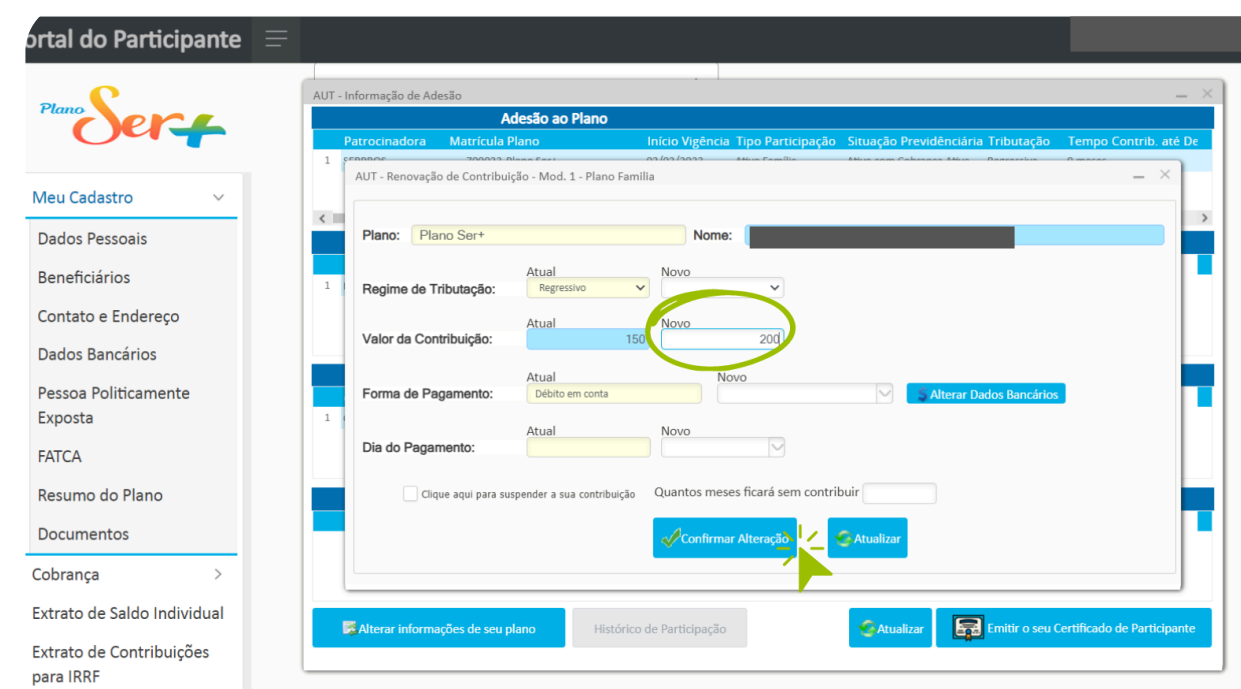 ortal do Participante
Plano
Ser+
Meu Cadastro
Dados Pessoais
Beneficiários
Contato e Endereço
Dados Bancários
Pessoa Politicamente
Exposta
FATCA
Resumo do Plano
Documentos
Cobrança
Extrato de Saldo Individual
Extrato de Contribuições
para IRRF
AUT - Informação de Adesão
Adesão ao Plano
Patrocinadora Matrícula Plano Início Vigência Tipo Participação Situação Previdênciária Tributação Tempo Contrib. até De
1
AUT - Renovação de Contribuição - Mod. 1 - Plano Familia
Plano: Plano Ser+ Nome:
Atual Novo
Regime de Tributação: Regressivo
Atual Novo
Valor da Contribuição: 150 200
Atual Novo
Forma de Pagamento: Débito em conta Alterar Dados Bancários
Atual Novo
Dia do Pagamento:
Clique aqui para suspender a sua contribuição Quantos meses ficará sem contribuir
Confirmar Alteração Atualizar
1
1
Alterar informações de seu plano Histórico de Participação Atualizar Emitir o seu Certificado de Participante